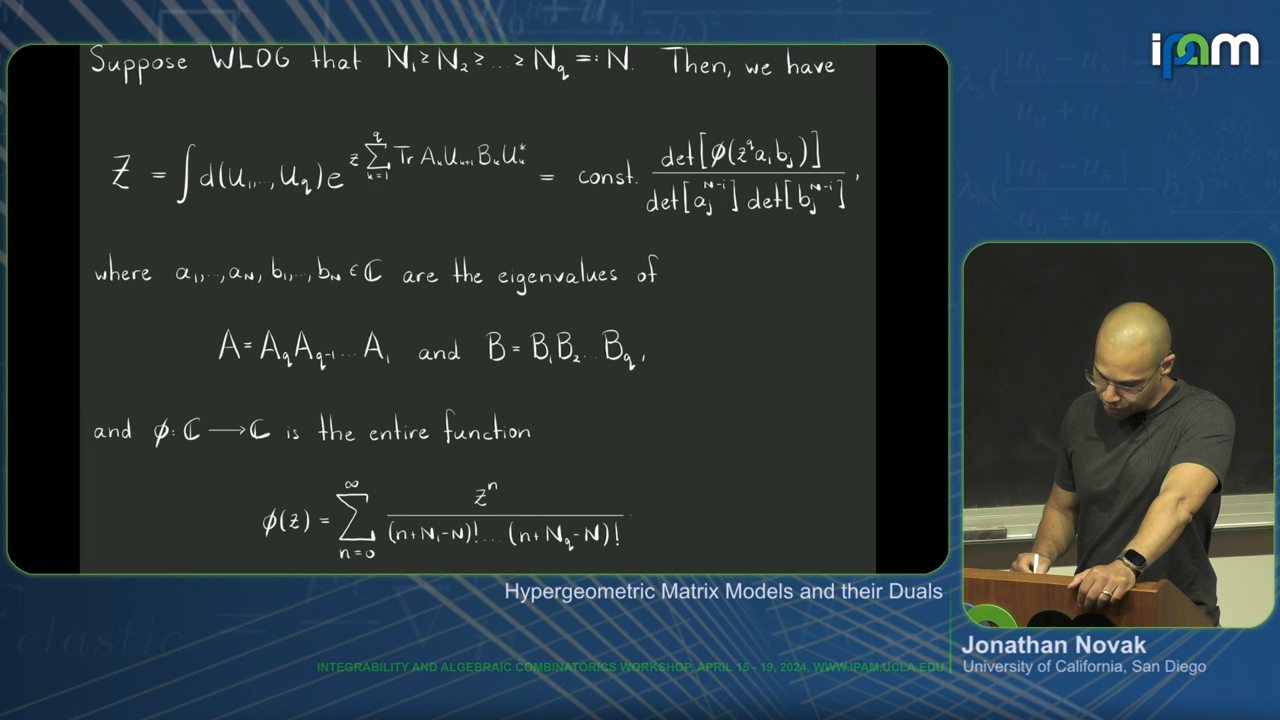 Suppose WLOG that N₁ ≥ N₂ ≥ ... ≥ N_q =: N. Then, we have
Z = ∫ d(U₁,...,U_q) e^{z Σ_{k=1}^{q} Tr A_k U_{k+1} B_k U_k^*} = const. det[ϕ(z^q a_i b_j)] / det[a_j^{N-i}] det[b_j^{N-i}],
where a₁,...,a_N, b₁,...,b_N ∈ ℂ are the eigenvalues of
A = A_q A_{q-1} ... A₁ and B = B₁ B₂ ... B_q,
and ϕ: ℂ ⟶ ℂ is the entire function
ϕ(z) = Σ_{n=0}^{∞} z^n / (n+N₁-N)! ... (n+N_q-N)!
ipam
Hypergeometric Matrix Models and their Duals
Jonathan Novak
University of California, San Diego
INTEGRABILITY AND ALGEBRAIC COMBINATORICS WORKSHOP, APRIL 15 - 19, 2024, WWW.IPAM.UCLA.EDU
elastic